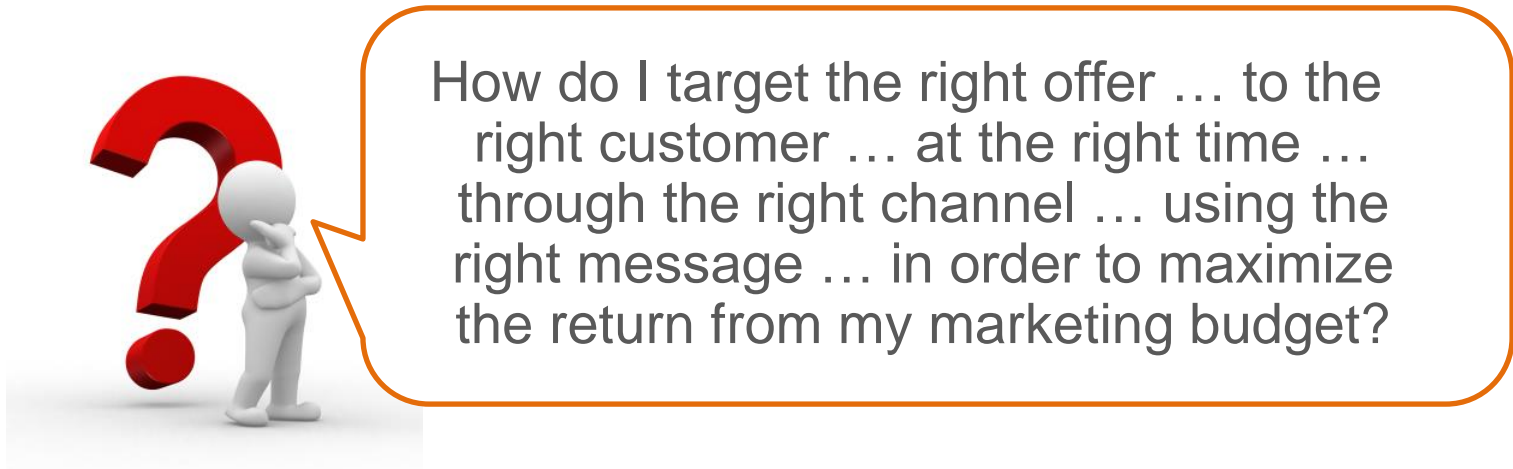 How do I target the right offer … to the
right customer … at the right time …
through the right channel … using the
right message … in order to maximize
the return from my marketing budget?